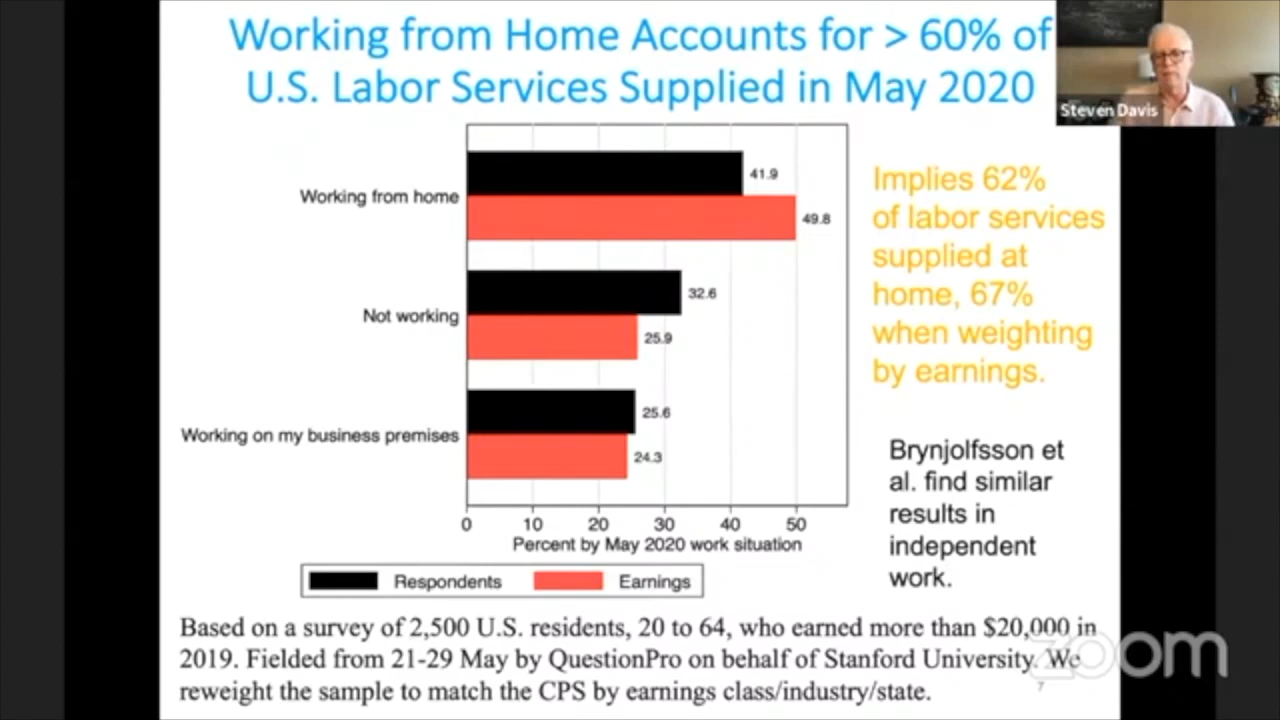 Working from Home Accounts for > 60% of
U.S. Labor Services Supplied in May 2020
Steven Davis
Working from home
41.9
49.8
Not working
32.6
25.9
Working on my business premises
25.6
24.3
0 10 20 30 40 50
Percent by May 2020 work situation
Respondents Earnings
Implies 62%
of labor services
supplied at
home, 67%
when weighting
by earnings.
Brynjolfsson et
al. find similar
results in
independent
work.
Based on a survey of 2,500 U.S. residents, 20 to 64, who earned more than $20,000 in
2019. Fielded from 21-29 May by QuestionPro on behalf of Stanford University. We
reweight the sample to match the CPS by earnings class/industry/state.
7
zoom